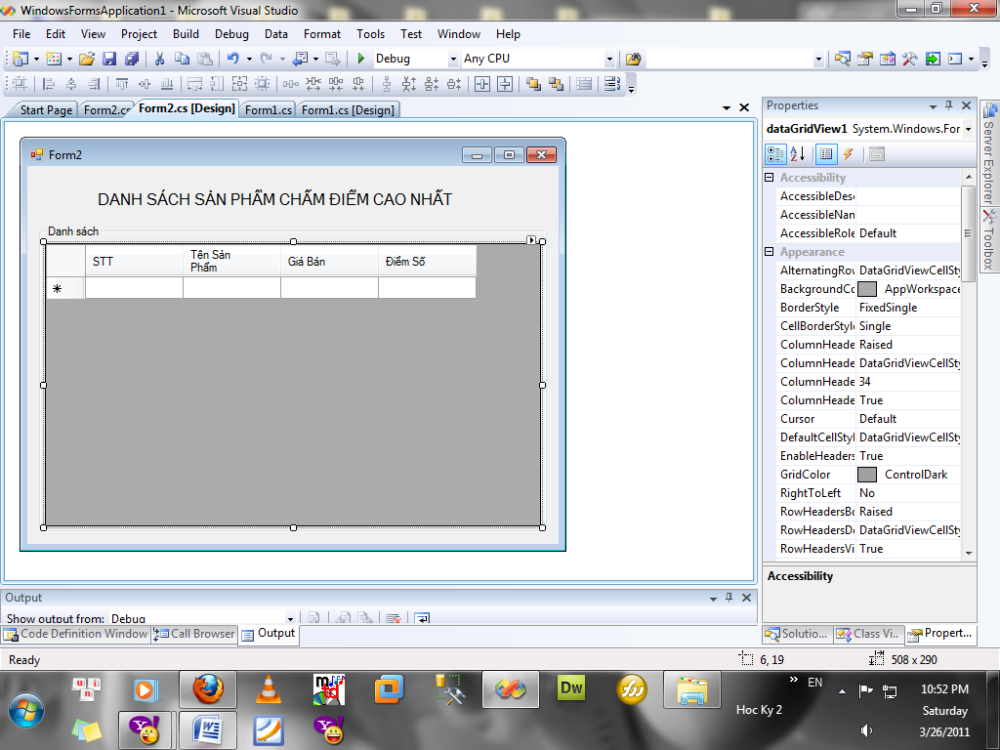 WindowsFormsApplication1 - Microsoft Visual Studio
File Edit View Project Build Debug Data Format Tools Test Window Help
Debug Any CPU
Start Page Form2.cs Form2.cs [Design] Form1.cs Form1.cs [Design]
Form2
DANH SÁCH SẢN PHẨM CHẤM ĐIỂM CAO NHẤT
Danh sách
STT Tên Sản Phẩm Giá Bán Điểm Số
Properties
dataGridView1 System.Windows.For
Accessibility
AccessibleDesc
AccessibleNan
AccessibleRole Default
Appearance
AlternatingRov DataGridViewCellSty
BackgroundCo AppWorkspace
BorderStyle FixedSingle
CellBorderStyle Single
ColumnHeade Raised
ColumnHeade DataGridViewCellSty
ColumnHeade 34
ColumnHeade True
Cursor Default
DefaultCellStyl DataGridViewCellSty
EnableHeaders True
GridColor ControlDark
RightToLeft No
RowHeadersBo Raised
RowHeadersDe DataGridViewCellSty
RowHeadersVi True
Accessibility
Server Explorer
Toolbox
Output
Show output from: Debug
Code Definition Window Call Browser Output
Solutio... Class Vi... Propert...
Ready 6, 19 508 x 290
Dw
Hoc Ky 2
EN
10:52 PM
Saturday
3/26/2011